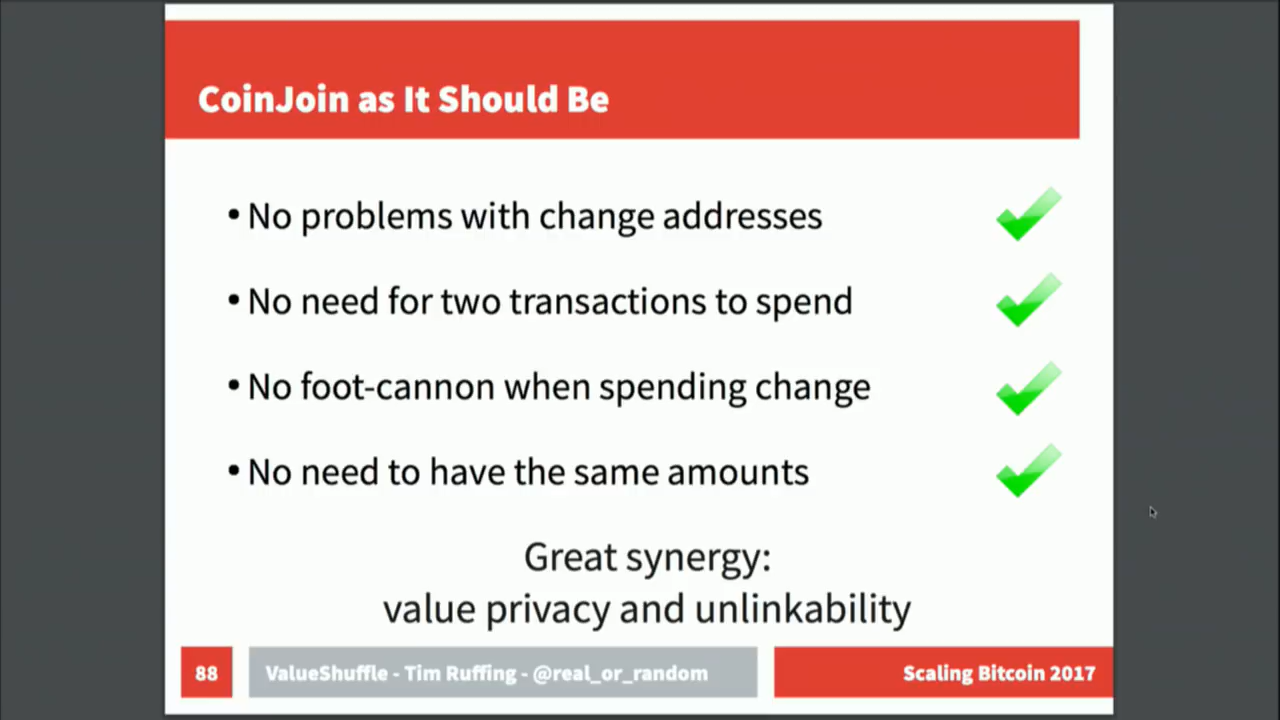 CoinJoin as It Should Be
• No problems with change addresses
• No need for two transactions to spend
• No foot-cannon when spending change
• No need to have the same amounts
Great synergy:
value privacy and unlinkability
88
ValueShuffle - Tim Ruffing - @real_or_random
Scaling Bitcoin 2017